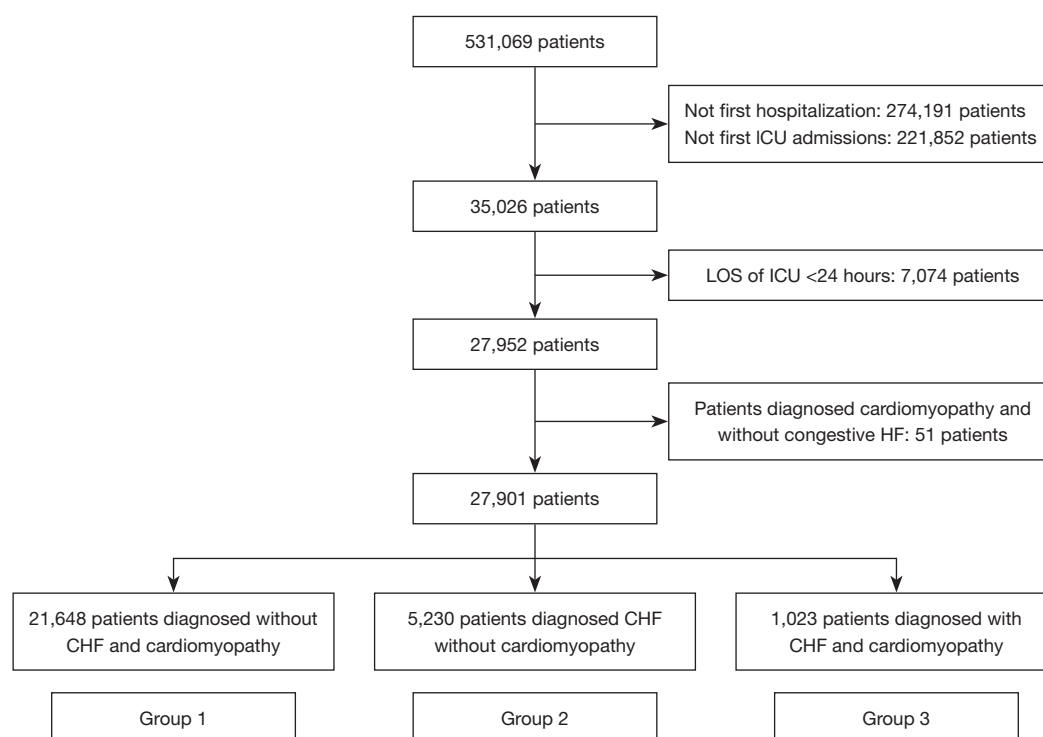 531,069 patients
Not first hospitalization: 274,191 patients
Not first ICU admissions: 221,852 patients
35,026 patients
LOS of ICU <24 hours: 7,074 patients
27,952 patients
Patients diagnosed cardiomyopathy and
without congestive HF: 51 patients
27,901 patients
21,648 patients diagnosed without
CHF and cardiomyopathy
5,230 patients diagnosed CHF
without cardiomyopathy
1,023 patients diagnosed with
CHF and cardiomyopathy
Group 1
Group 2
Group 3